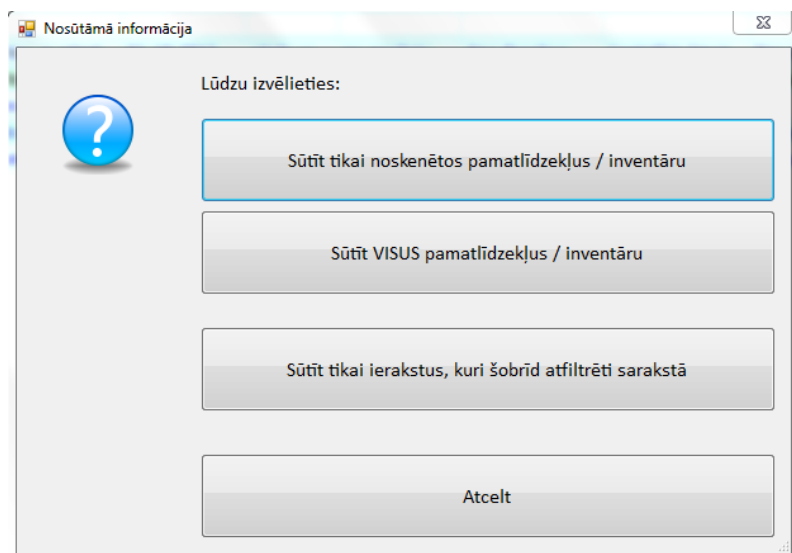 Nosūtāmā informācija
Lūdzu izvēlieties:
Sūtīt tikai noskenētos pamatlīdzekļus / inventāru
Sūtīt VISUS pamatlīdzekļus / inventāru
Sūtīt tikai ierakstus, kuri šobrīd atfiltrēti sarakstā
Atcelt